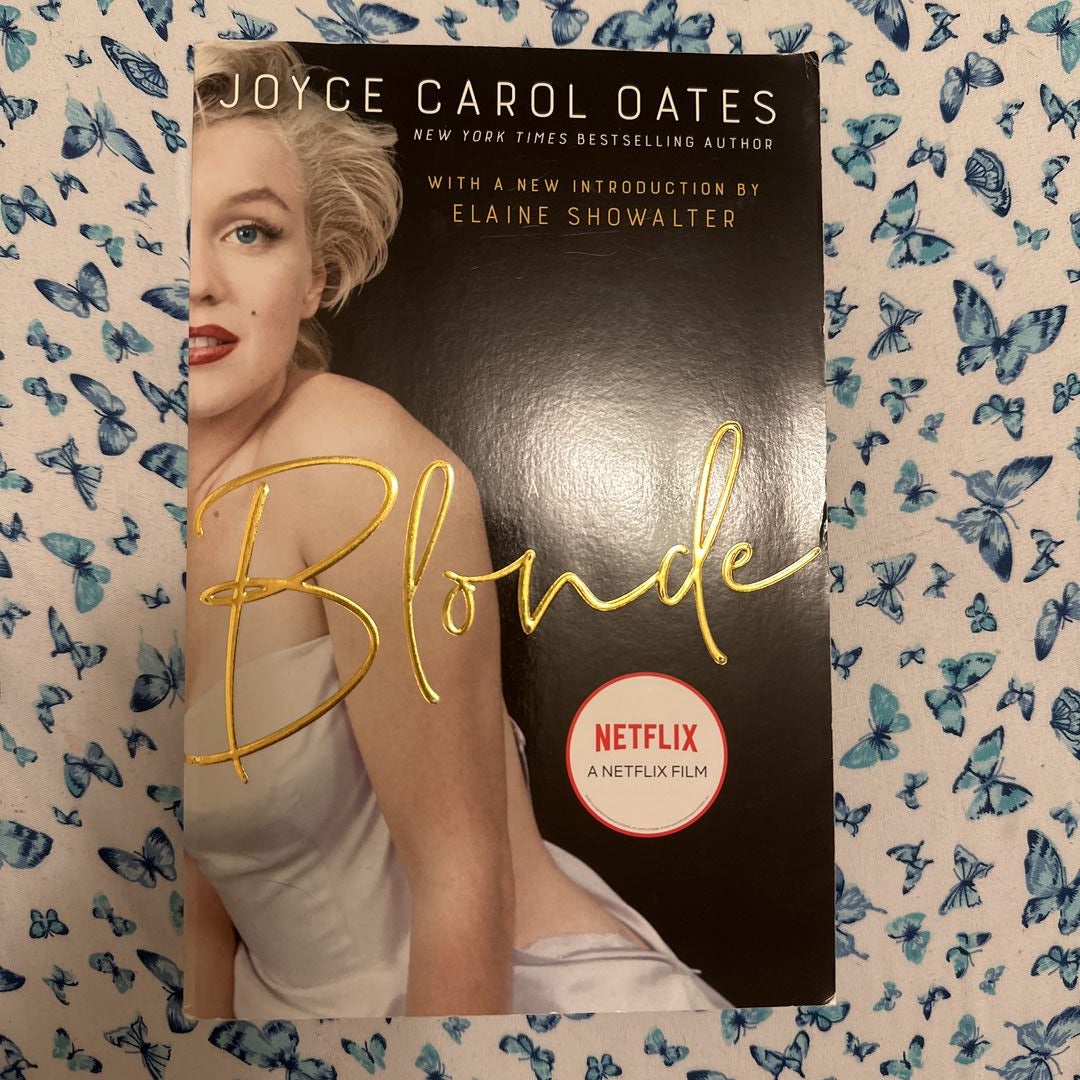 JOYCE CAROL OATES
NEW YORK TIMES BESTSELLING AUTHOR
WITH A NEW INTRODUCTION BY
ELAINE SHOWALTER
Blonde
NETFLIX
A NETFLIX FILM